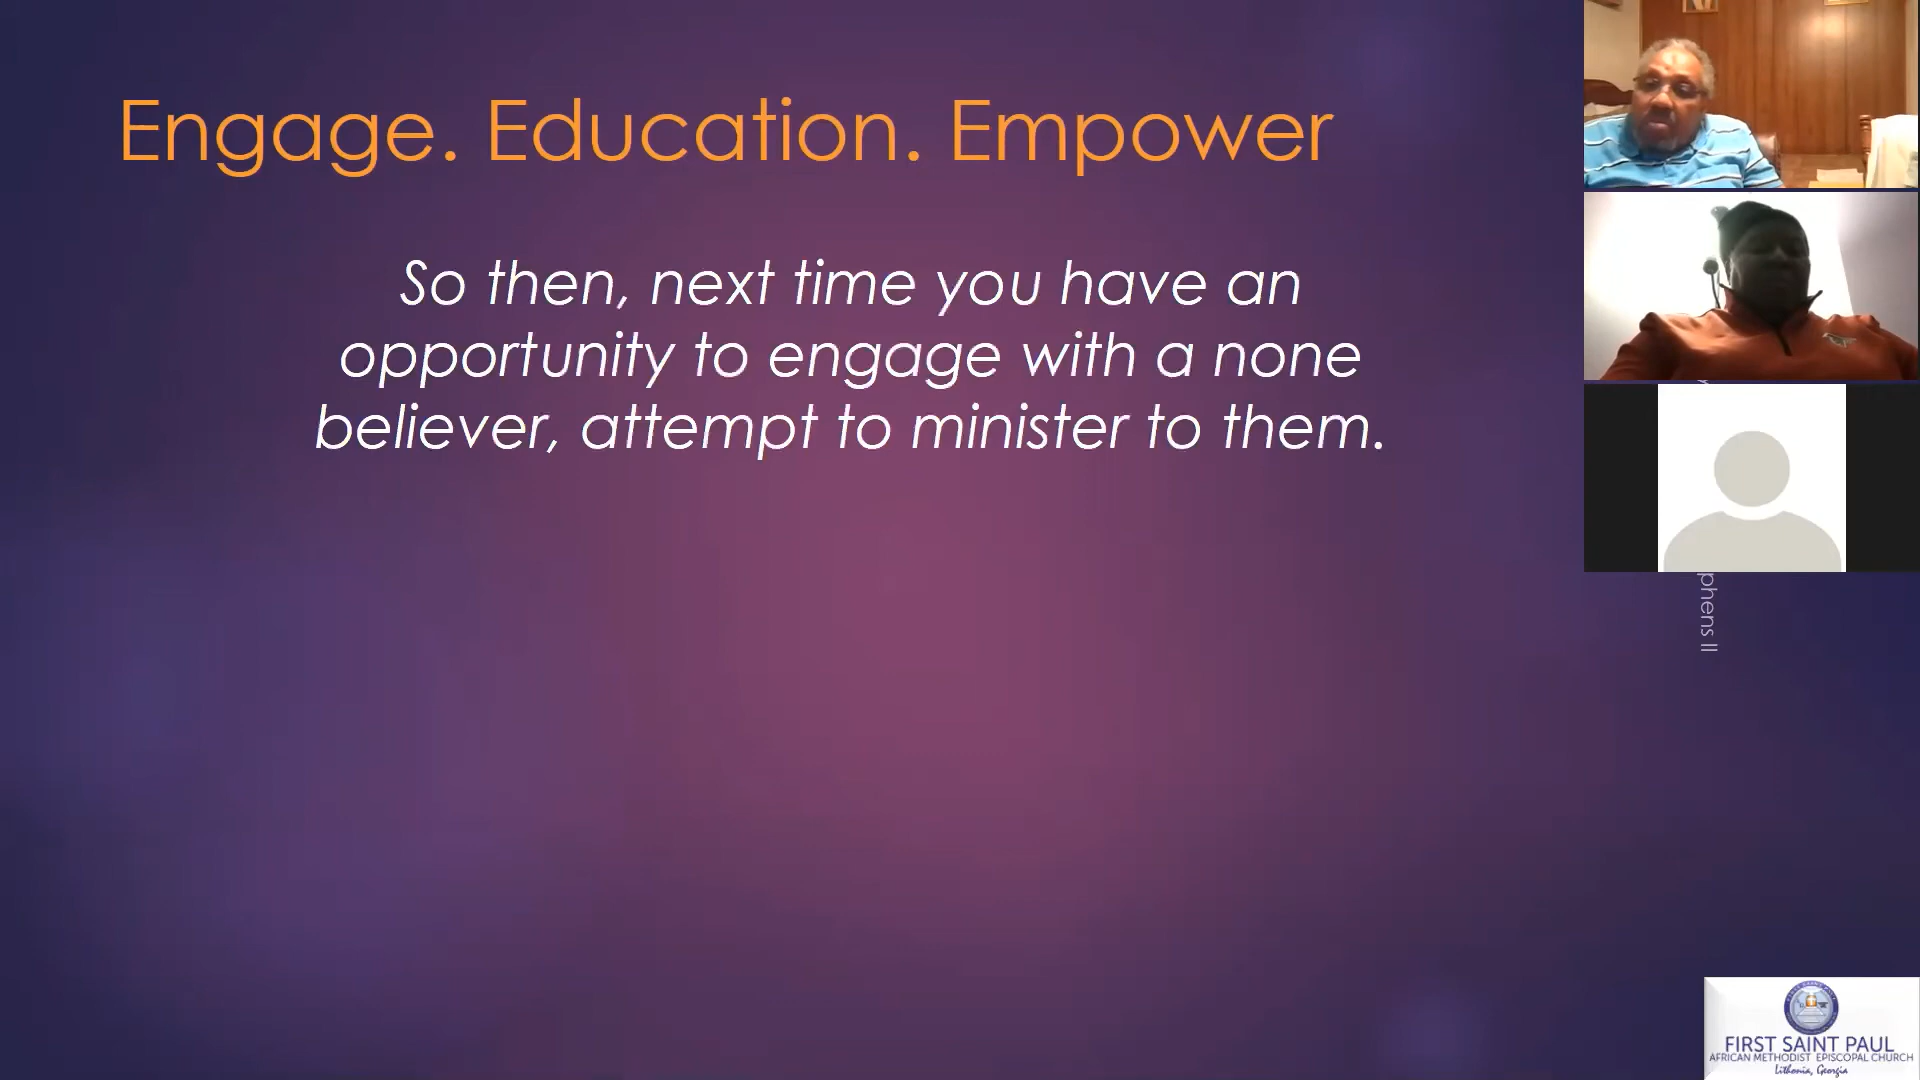 Engage. Education. Empower
So then, next time you have an
opportunity to engage with a none
believer, attempt to minister to them.
phens II
FIRST SAINT PAUL
AFRICAN METHODIST EPISCOPAL CHURCH
Lithonia, Georgia